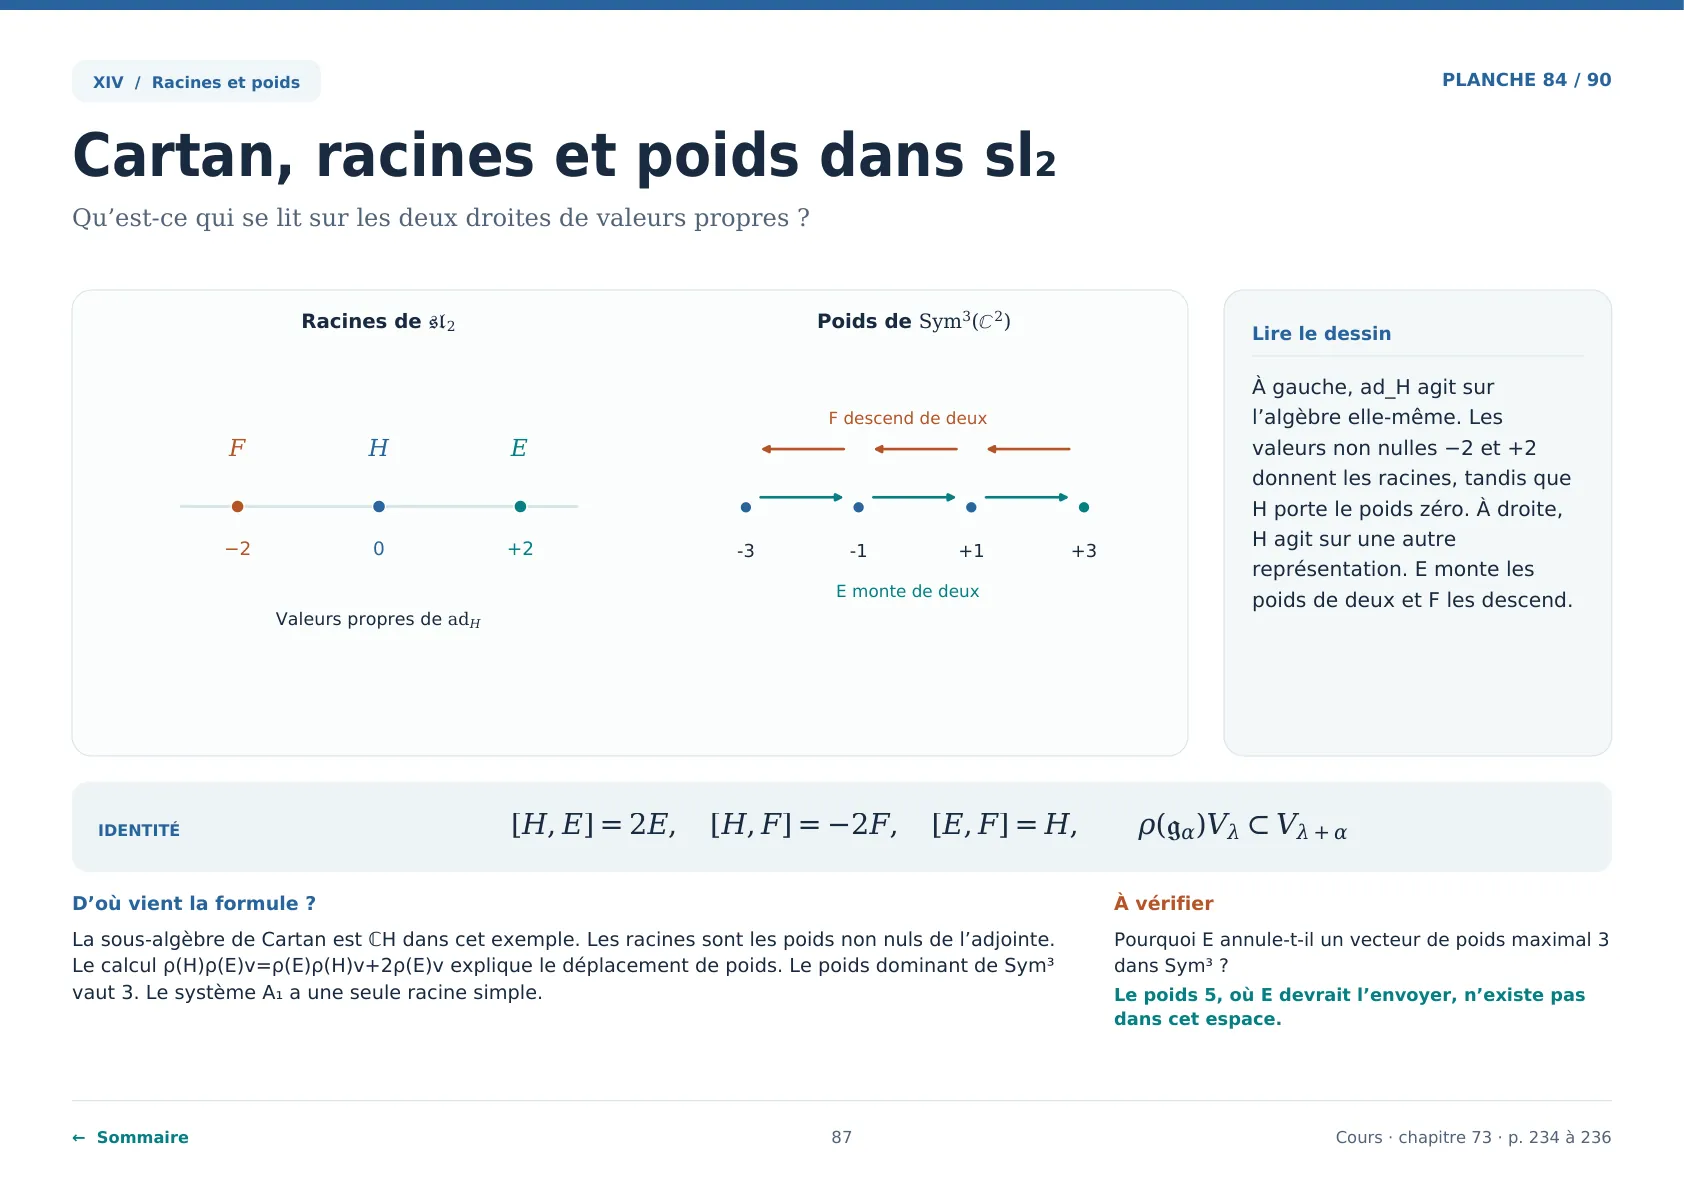 XIV / Racines et poids
PLANCHE 84 / 90
Cartan, racines et poids dans sl₂
Qu’est-ce qui se lit sur les deux droites de valeurs propres ?
Racines de 𝔰𝔩₂
F H E
−2 0 +2
Valeurs propres de ad_H
Poids de Sym³(ℂ²)
F descend de deux
-3 -1 +1 +3
E monte de deux
Lire le dessin
À gauche, ad_H agit sur
l’algèbre elle-même. Les
valeurs non nulles −2 et +2
donnent les racines, tandis que
H porte le poids zéro. À droite,
H agit sur une autre
représentation. E monte les
poids de deux et F les descend.
IDENTITÉ
[H, E] = 2E, [H, F] = −2F, [E, F] = H, ρ(𝔤_α)V_λ ⊂ V_{λ + α}
D’où vient la formule ?
La sous-algèbre de Cartan est ℂH dans cet exemple. Les racines sont les poids non nuls de l’adjointe.
Le calcul ρ(H)ρ(E)v=ρ(E)ρ(H)v+2ρ(E)v explique le déplacement de poids. Le poids dominant de Sym³
vaut 3. Le système A₁ a une seule racine simple.
À vérifier
Pourquoi E annule-t-il un vecteur de poids maximal 3
dans Sym³ ?
Le poids 5, où E devrait l’envoyer, n’existe pas
dans cet espace.
← Sommaire
87
Cours · chapitre 73 · p. 234 à 236